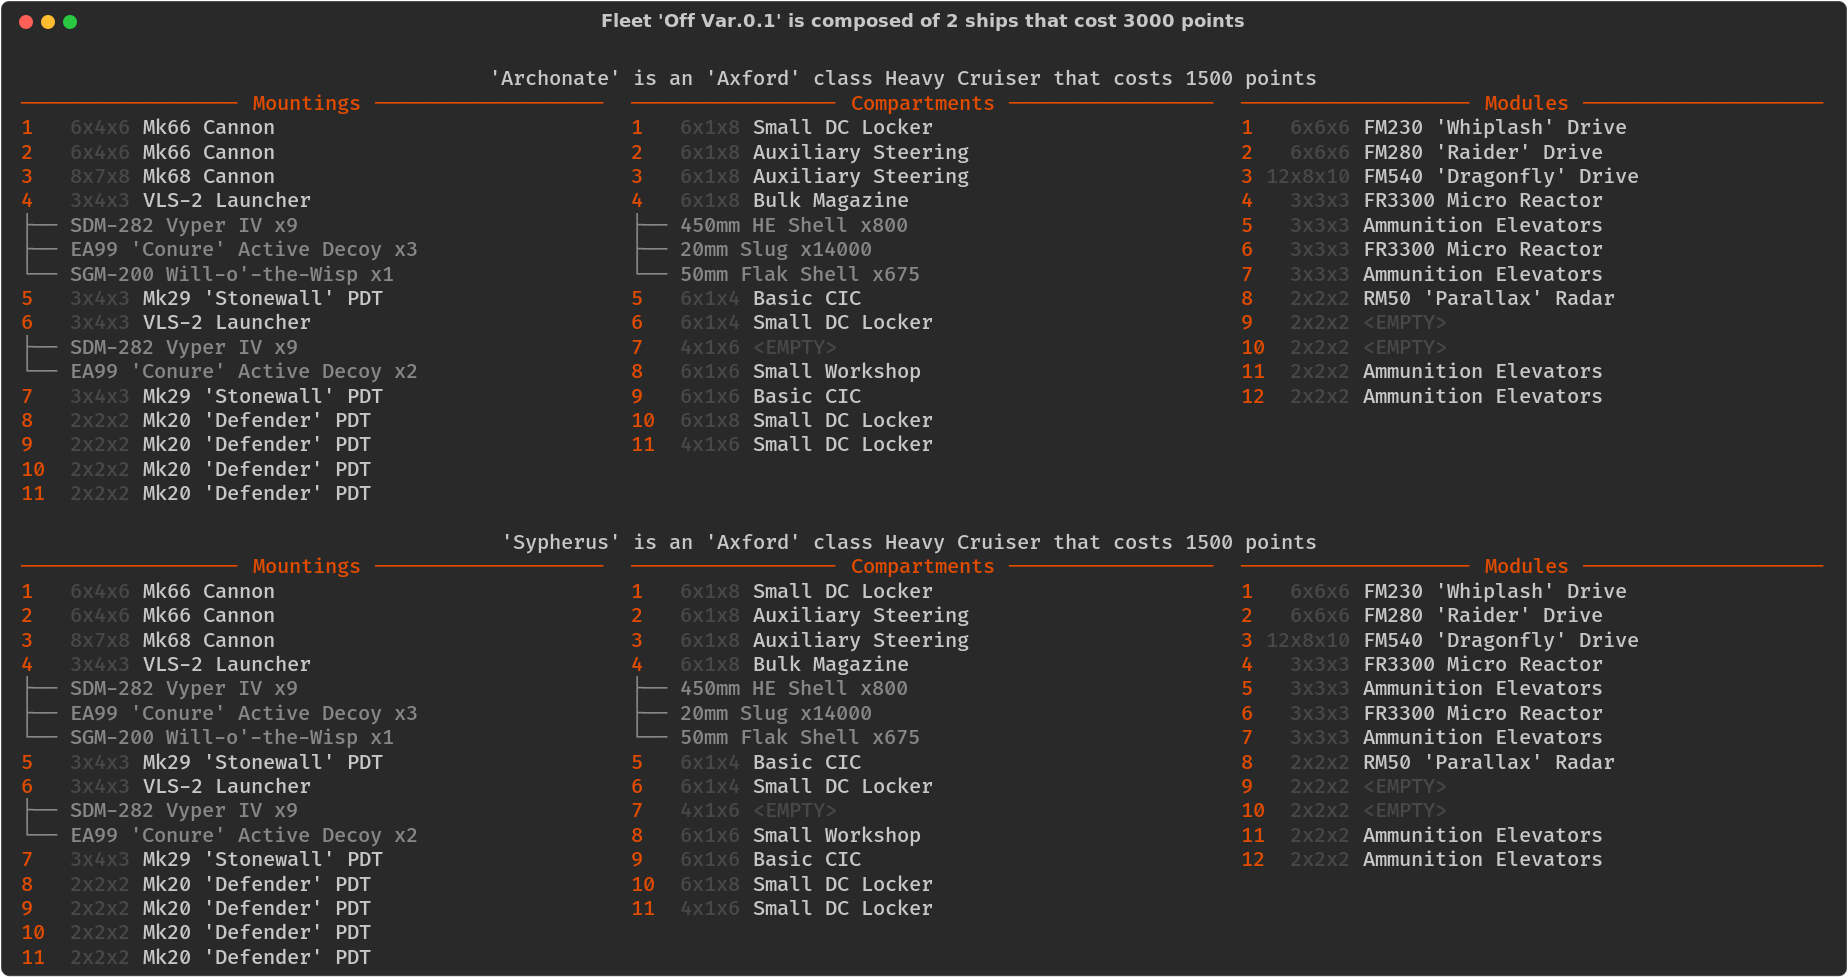 Fleet 'Off Var.0.1' is composed of 2 ships that cost 3000 points
'Archonate' is an 'Axford' class Heavy Cruiser that costs 1500 points
Mountings
1 6x4x6 Mk66 Cannon
2 6x4x6 Mk66 Cannon
3 8x7x8 Mk68 Cannon
4 3x4x3 VLS-2 Launcher
SDM-282 Vyper IV x9
EA99 'Conure' Active Decoy x3
SGM-200 Will-o'-the-Wisp x1
5 3x4x3 Mk29 'Stonewall' PDT
6 3x4x3 VLS-2 Launcher
SDM-282 Vyper IV x9
EA99 'Conure' Active Decoy x2
7 3x4x3 Mk29 'Stonewall' PDT
8 2x2x2 Mk20 'Defender' PDT
9 2x2x2 Mk20 'Defender' PDT
10 2x2x2 Mk20 'Defender' PDT
11 2x2x2 Mk20 'Defender' PDT
Compartments
1 6x1x8 Small DC Locker
2 6x1x8 Auxiliary Steering
3 6x1x8 Auxiliary Steering
4 6x1x8 Bulk Magazine
450mm HE Shell x800
20mm Slug x14000
50mm Flak Shell x675
5 6x1x4 Basic CIC
6 6x1x4 Small DC Locker
7 4x1x6 <EMPTY>
8 6x1x6 Small Workshop
9 6x1x6 Basic CIC
10 6x1x8 Small DC Locker
11 4x1x6 Small DC Locker
Modules
1 6x6x6 FM230 'Whiplash' Drive
2 6x6x6 FM280 'Raider' Drive
3 12x8x10 FM540 'Dragonfly' Drive
4 3x3x3 FR3300 Micro Reactor
5 3x3x3 Ammunition Elevators
6 3x3x3 FR3300 Micro Reactor
7 3x3x3 Ammunition Elevators
8 2x2x2 RM50 'Parallax' Radar
9 2x2x2 <EMPTY>
10 2x2x2 <EMPTY>
11 2x2x2 Ammunition Elevators
12 2x2x2 Ammunition Elevators
'Sypherus' is an 'Axford' class Heavy Cruiser that costs 1500 points
Mountings
1 6x4x6 Mk66 Cannon
2 6x4x6 Mk66 Cannon
3 8x7x8 Mk68 Cannon
4 3x4x3 VLS-2 Launcher
SDM-282 Vyper IV x9
EA99 'Conure' Active Decoy x3
SGM-200 Will-o'-the-Wisp x1
5 3x4x3 Mk29 'Stonewall' PDT
6 3x4x3 VLS-2 Launcher
SDM-282 Vyper IV x9
EA99 'Conure' Active Decoy x2
7 3x4x3 Mk29 'Stonewall' PDT
8 2x2x2 Mk20 'Defender' PDT
9 2x2x2 Mk20 'Defender' PDT
10 2x2x2 Mk20 'Defender' PDT
11 2x2x2 Mk20 'Defender' PDT
Compartments
1 6x1x8 Small DC Locker
2 6x1x8 Auxiliary Steering
3 6x1x8 Auxiliary Steering
4 6x1x8 Bulk Magazine
450mm HE Shell x800
20mm Slug x14000
50mm Flak Shell x675
5 6x1x4 Basic CIC
6 6x1x4 Small DC Locker
7 4x1x6 <EMPTY>
8 6x1x6 Small Workshop
9 6x1x6 Basic CIC
10 6x1x8 Small DC Locker
11 4x1x6 Small DC Locker
Modules
1 6x6x6 FM230 'Whiplash' Drive
2 6x6x6 FM280 'Raider' Drive
3 12x8x10 FM540 'Dragonfly' Drive
4 3x3x3 FR3300 Micro Reactor
5 3x3x3 Ammunition Elevators
6 3x3x3 FR3300 Micro Reactor
7 3x3x3 Ammunition Elevators
8 2x2x2 RM50 'Parallax' Radar
9 2x2x2 <EMPTY>
10 2x2x2 <EMPTY>
11 2x2x2 Ammunition Elevators
12 2x2x2 Ammunition Elevators